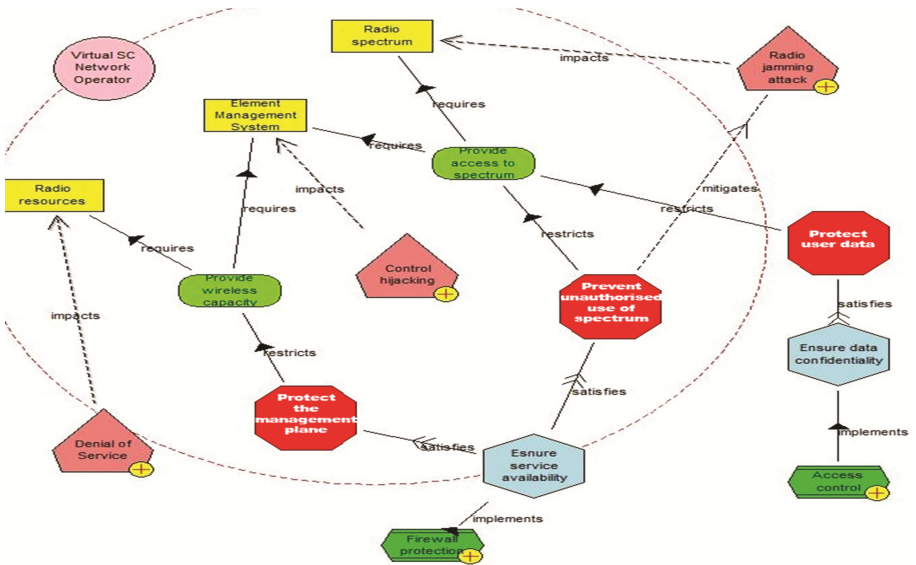 Virtual SC
Network
Operator
Radio
spectrum
impacts
Radio
jamming
attack
requires
Element
Management
System
requires
Provide
access to
spectrum
impacts
mitigates
Radio
resources
requires
restricts
requires
restricts
Protect
user data
Control
hijacking
Provide
wireless
capacity
Prevent
unauthorised
use of
spectrum
satisfies
impacts
restricts
Ensure data
confidentiality
satisfies
Protect
the
management
plane
implements
satisfies
Denial of
Service
Esnure
service
availability
Access
control
implements
Firewall
protection